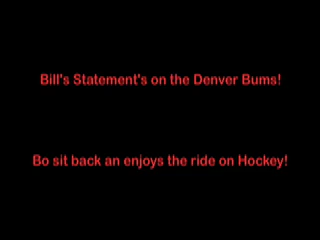 Bill's Statement's on the Denver Bums!
Bo sit back an enjoys the ride on Hockey!